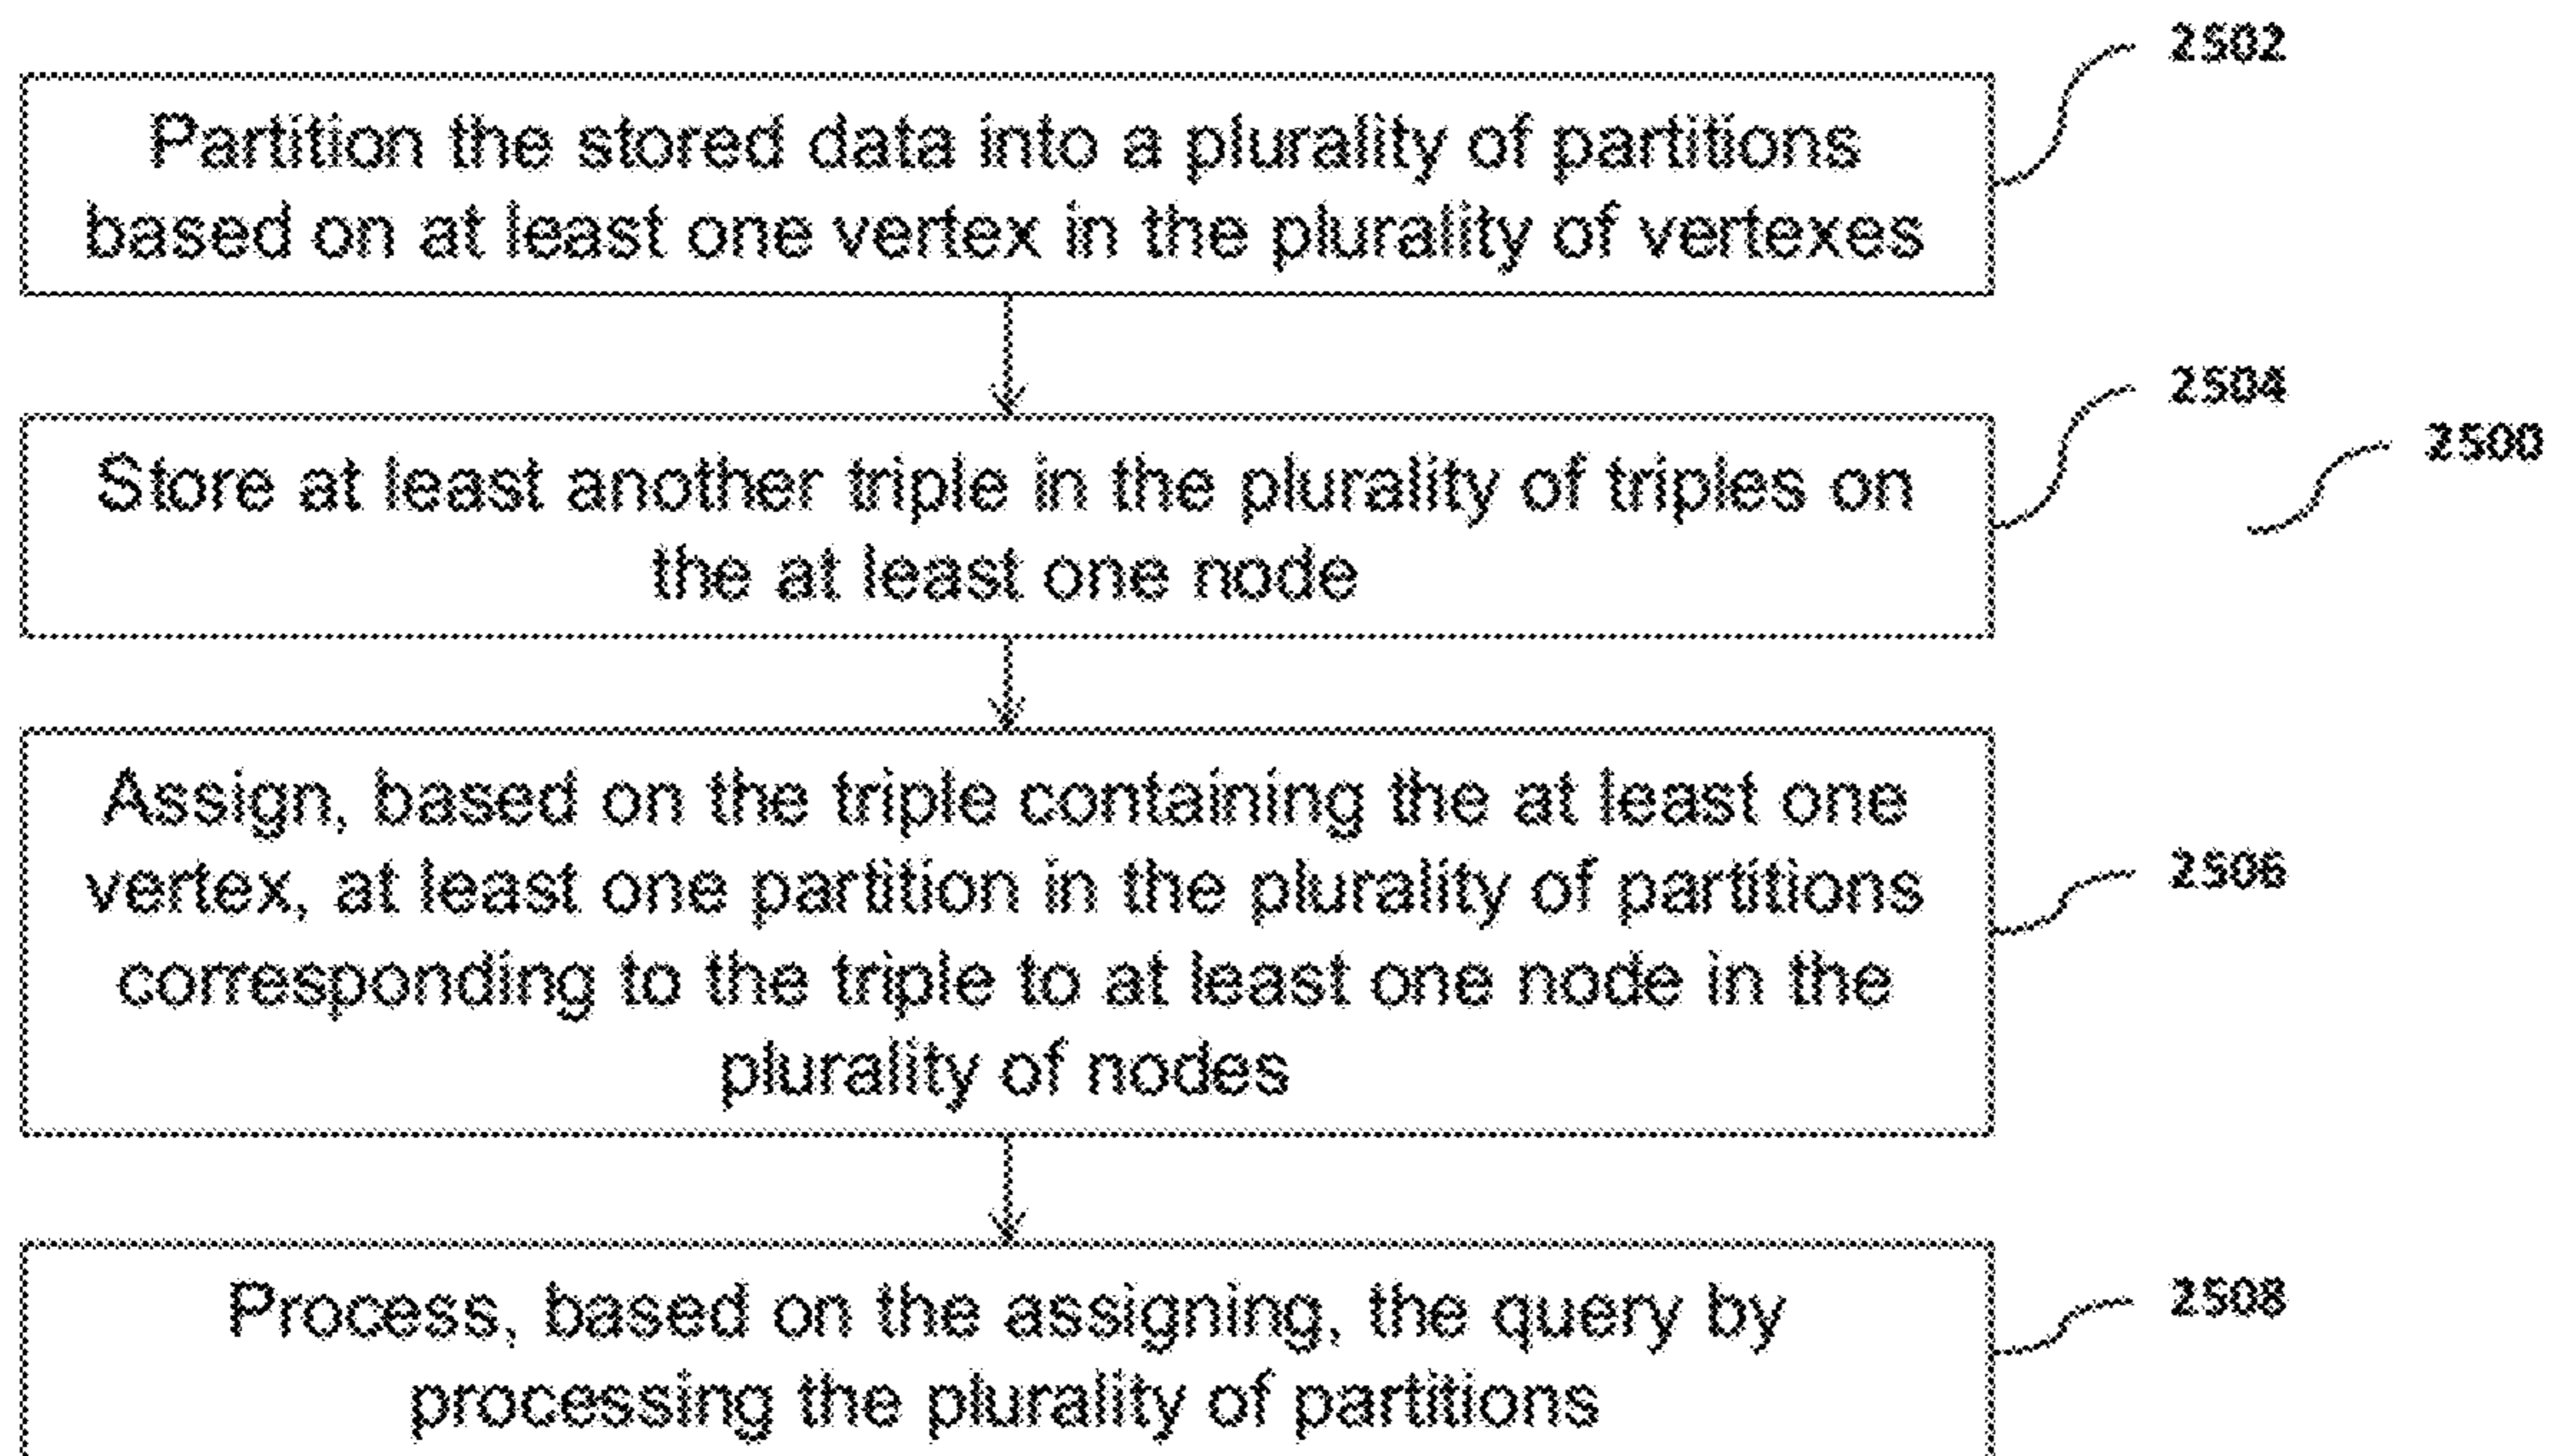 2502
Partition the stored data into a plurality of partitions
based on at least one vertex in the plurality of vertexes
2504
2500
Store at least another triple in the plurality of triples on
the at least one node
Assign, based on the triple containing the at least one
vertex, at least one partition in the plurality of partitions
corresponding to the triple to at least one node in the
plurality of nodes
2506
Process, based on the assigning, the query by
processing the plurality of partitions
2508